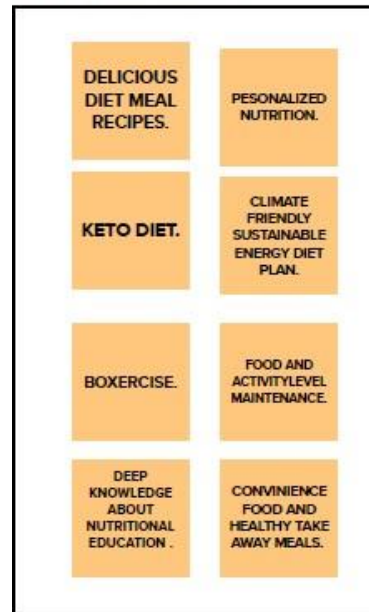 DELICIOUS
DIET MEAL
RECIPES.
PESONALIZED
NUTRITION.
KETO DIET.
CLIMATE
FRIENDLY
SUSTAINABLE
ENERGY DIET
PLAN.
BOXERCISE.
FOOD AND
ACTIVITYLEVEL
MAINTENANCE.
DEEP
KNOWLEDGE
ABOUT
NUTRITIONAL
EDUCATION .
CONVINIENCE
FOOD AND
HEALTHY TAKE
AWAY MEALS.